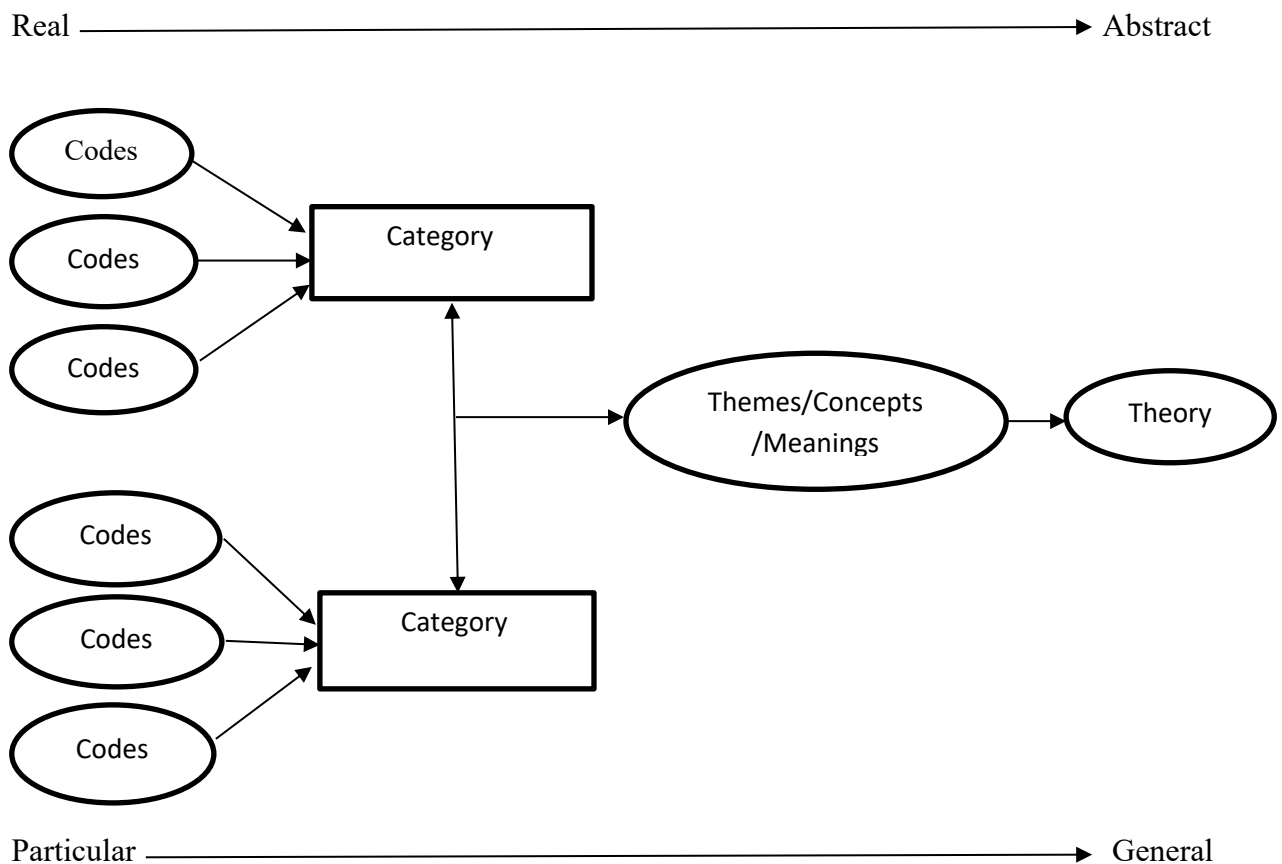 Real
Abstract
Codes
Codes
Codes
Category
Themes/Concepts
/Meanings
Theory
Codes
Codes
Codes
Category
Particular
General